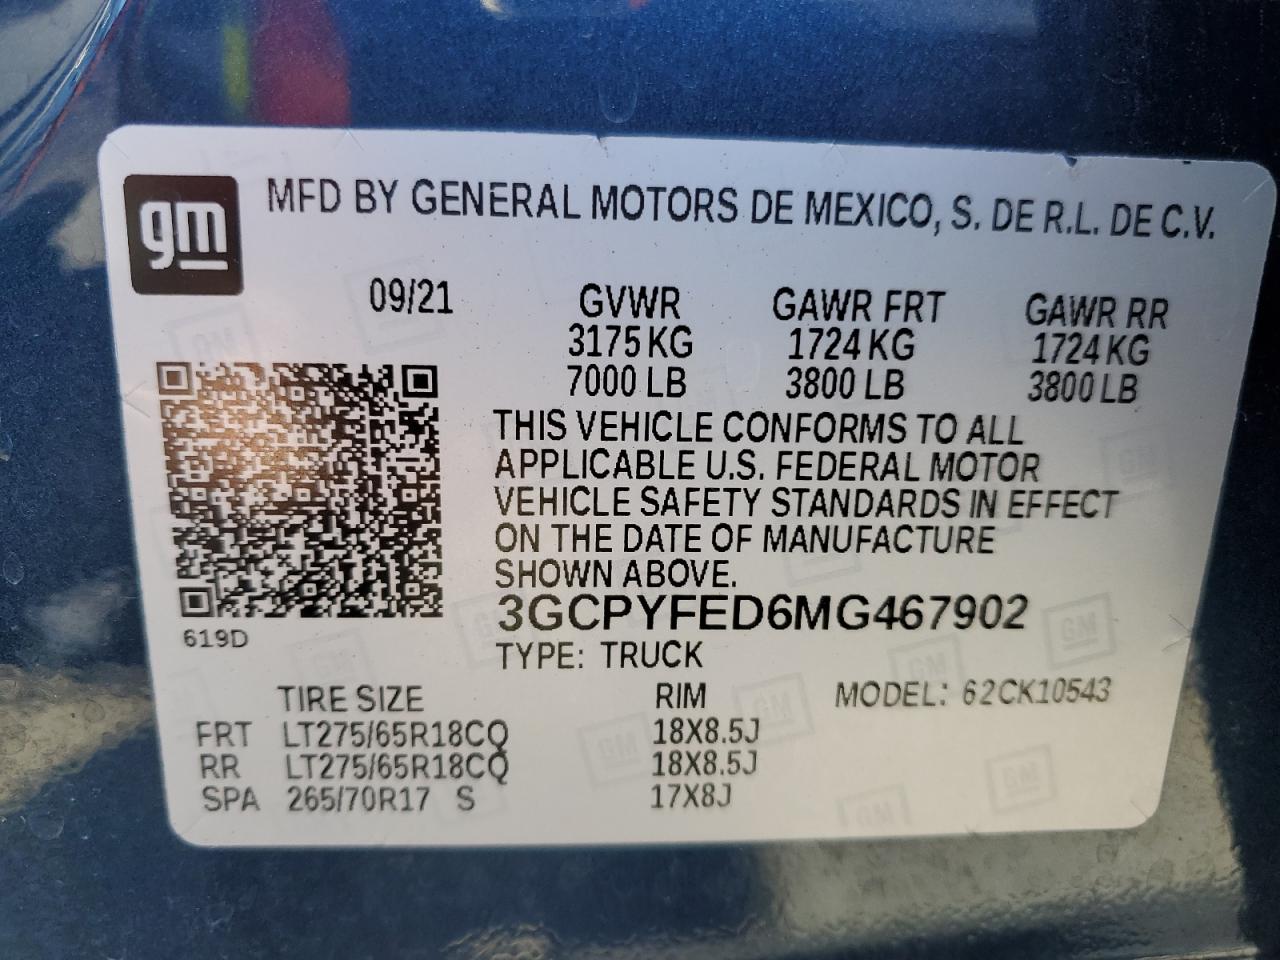 gm
MFD BY GENERAL MOTORS DE MEXICO, S. DE R.L. DE C.V.
09/21 GVWR GAWR FRT GAWR RR
3175 KG 1724 KG 1724 KG
7000 LB 3800 LB 3800 LB
THIS VEHICLE CONFORMS TO ALL
APPLICABLE U.S. FEDERAL MOTOR
VEHICLE SAFETY STANDARDS IN EFFECT
ON THE DATE OF MANUFACTURE
SHOWN ABOVE.
3GCPYFED6MG467902
619D
TYPE: TRUCK
TIRE SIZE RIM MODEL: 62CK10543
FRT LT275/65R18CQ 18X8.5J
RR LT275/65R18CQ 18X8.5J
SPA 265/70R17 S 17X8J